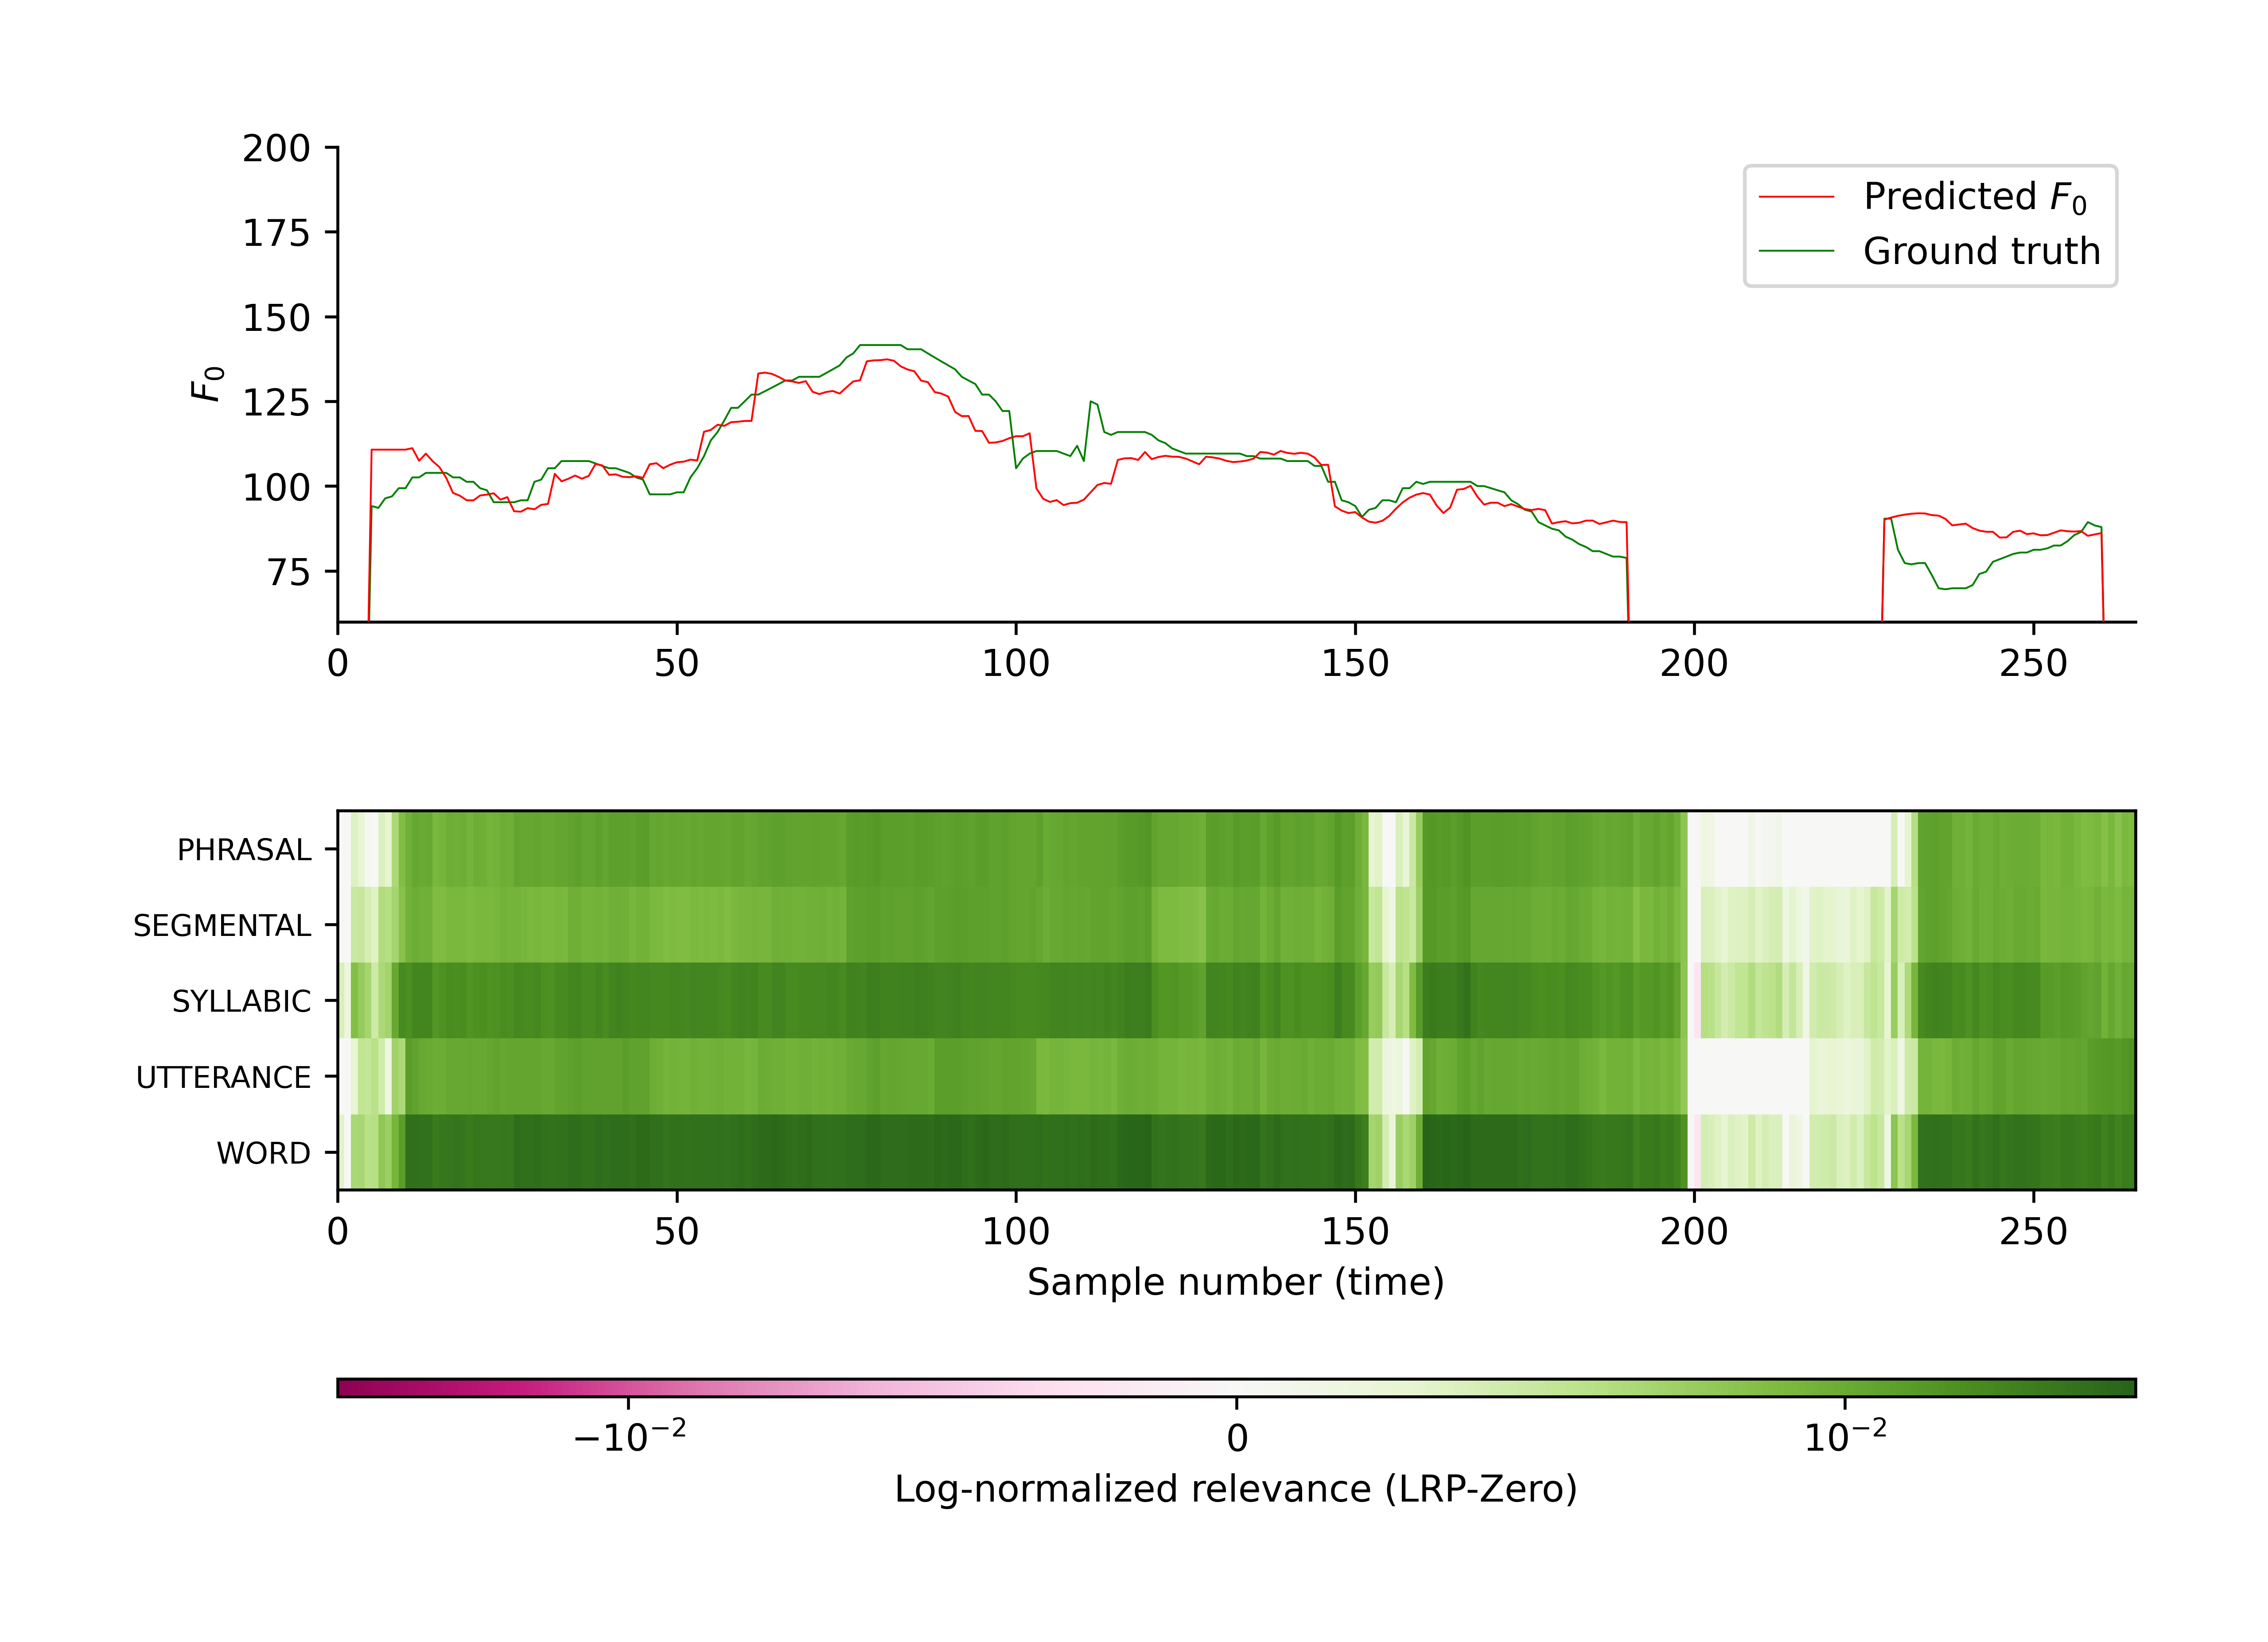 200
175
150
125
100
75
F₀
Predicted F₀
Ground truth
0 50 100 150 200 250
PHRASAL
SEGMENTAL
SYLLABIC
UTTERANCE
WORD
0 50 100 150 200 250
Sample number (time)
−10⁻² 0 10⁻²
Log-normalized relevance (LRP-Zero)